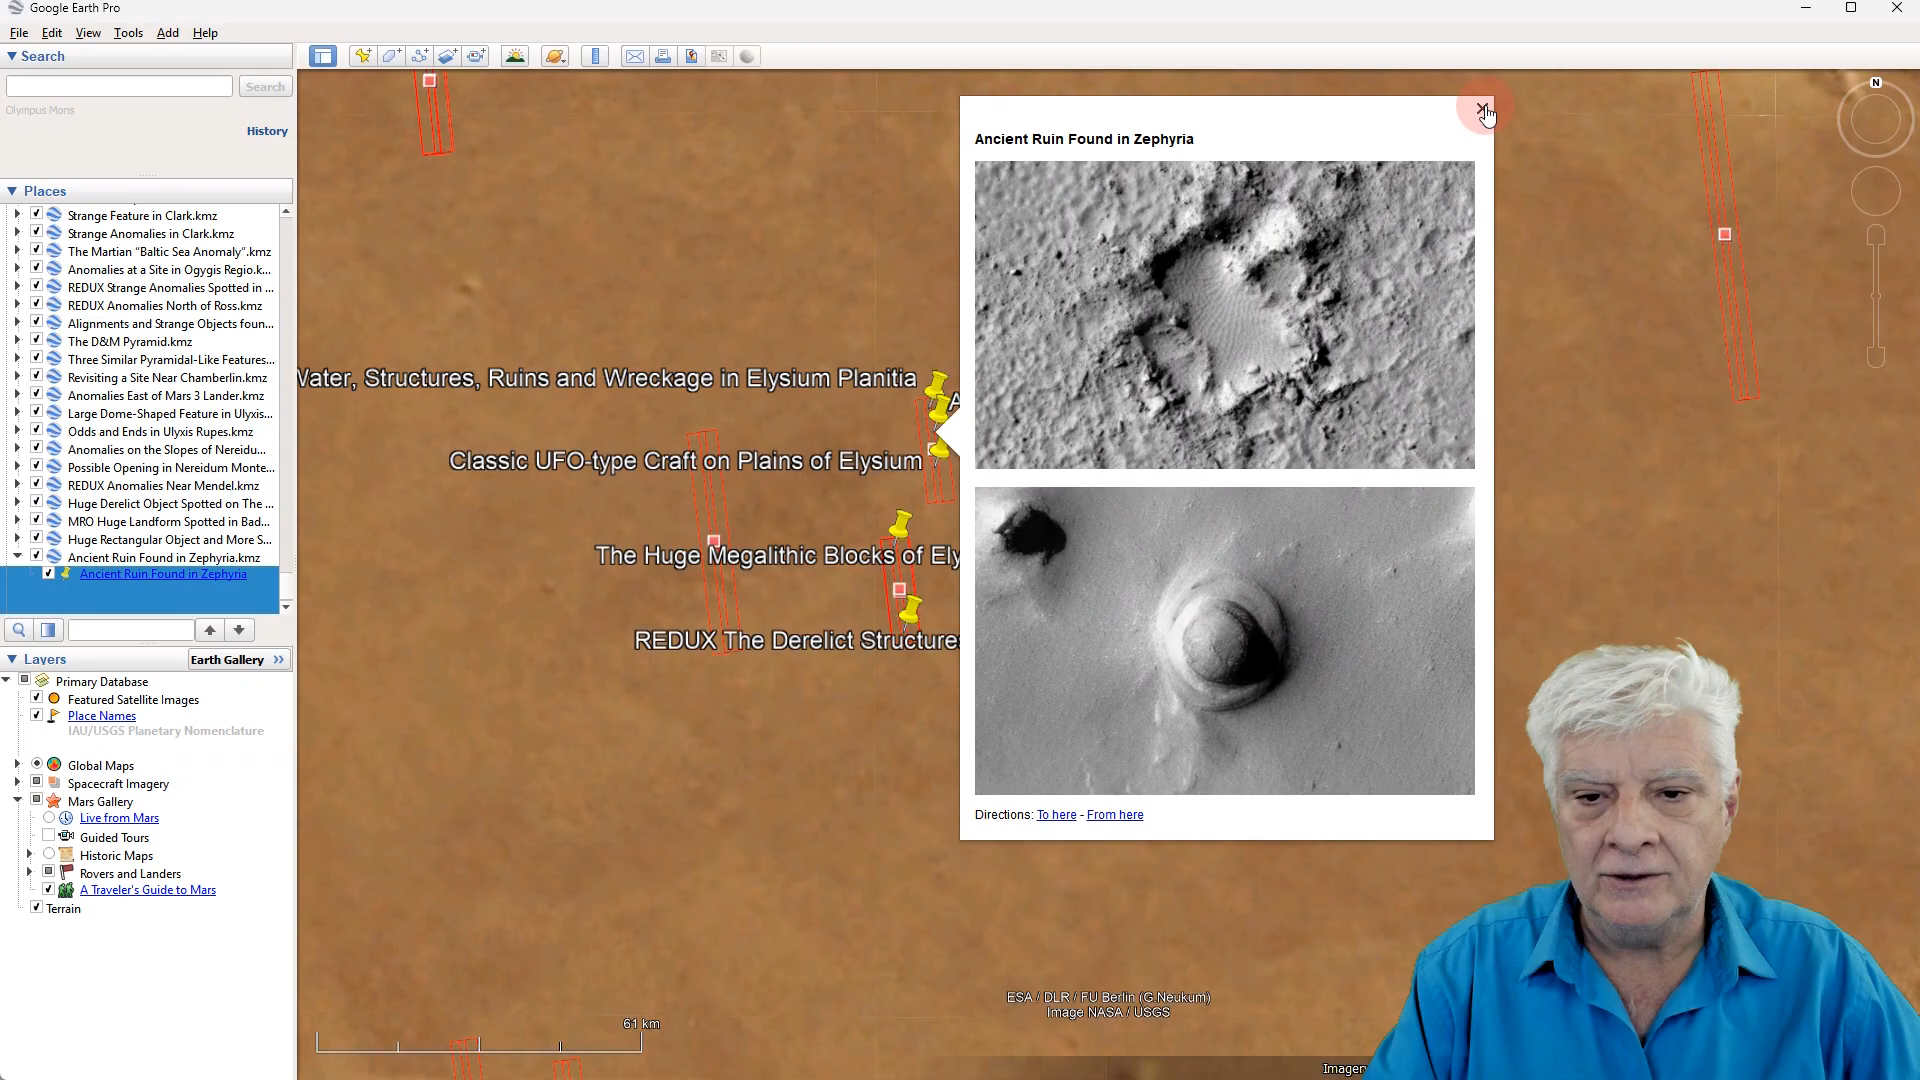 Google Earth Pro
File Edit View Tools Add Help
Search
Search
Olympus Mons
History
Places
Strange Feature in Clark.kmz
Strange Anomalies in Clark.kmz
The Martian “Baltic Sea Anomaly”.kmz
Anomalies at a Site in Ogygis Regio.k...
REDUX Strange Anomalies Spotted in ...
REDUX Anomalies North of Ross.kmz
Alignments and Strange Objects foun...
The D&M Pyramid.kmz
Three Similar Pyramidal-Like Features...
Revisiting a Site Near Chamberlin.kmz
Anomalies East of Mars 3 Lander.kmz
Large Dome-Shaped Feature in Ulyxis...
Odds and Ends in Ulyxis Rupes.kmz
Anomalies on the Slopes of Nereidu...
Possible Opening in Nereidum Monte...
REDUX Anomalies Near Mendel.kmz
Huge Derelict Object Spotted on The ...
MRO Huge Landform Spotted in Bad...
Huge Rectangular Object and More S...
Ancient Ruin Found in Zephyria.kmz
Ancient Ruin Found in Zephyria
Layers
Earth Gallery >>
Primary Database
Featured Satellite Images
Place Names
IAU/USGS Planetary Nomenclature
Global Maps
Spacecraft Imagery
Mars Gallery
Live from Mars
Guided Tours
Historic Maps
Rovers and Landers
A Traveler's Guide to Mars
Terrain
N
Water, Structures, Ruins and Wreckage in Elysium Planitia
A
Classic UFO-type Craft on Plains of Elysium
The Huge Megalithic Blocks of Ely
REDUX The Derelict Structures
Ancient Ruin Found in Zephyria
Directions: To here - From here
61 km
ESA / DLR / FU Berlin (G.Neukum)
Image NASA / USGS
Imager